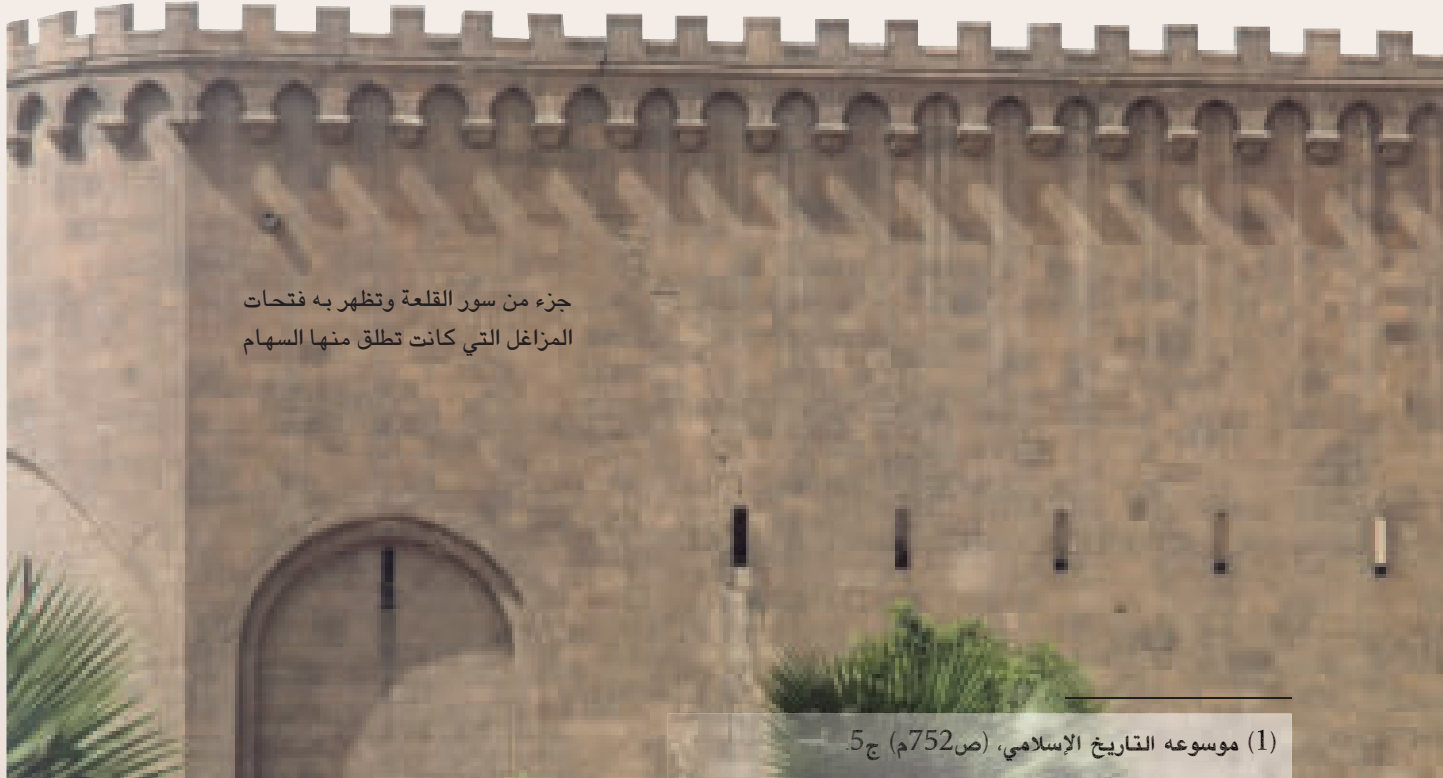 جزء من سور القلعة وتظهر به فتحات
المزاغل التي كانت تطلق منها السهام
(1) موسوعه التاريخ الإسلامي، (ص752م) ج5.